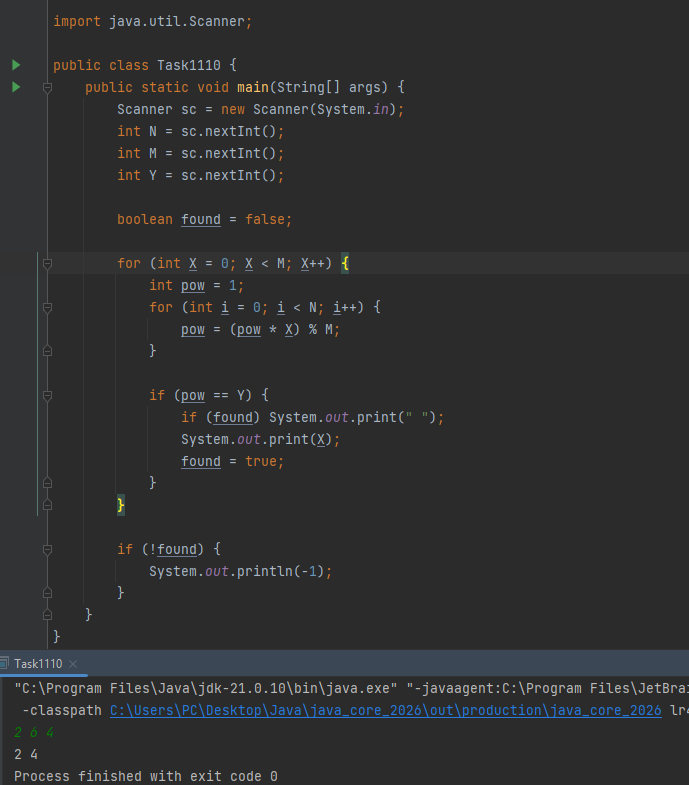 import java.util.Scanner;
public class Task1110 {
public static void main(String[] args) {
Scanner sc = new Scanner(System.in);
int N = sc.nextInt();
int M = sc.nextInt();
int Y = sc.nextInt();
boolean found = false;
for (int X = 0; X < M; X++) {
int pow = 1;
for (int i = 0; i < N; i++) {
pow = (pow * X) % M;
}
if (pow == Y) {
if (found) System.out.print(" ");
System.out.print(X);
found = true;
}
}
if (!found) {
System.out.println(-1);
}
}
}
Task1110
"C:\Program Files\Java\jdk-21.0.10\bin\java.exe" "-javaagent:C:\Program Files\JetBrai
-classpath C:\Users\PC\Desktop\Java\java_core_2026\out\production\java_core_2026 lr4
2 6 4
2 4
Process finished with exit code 0